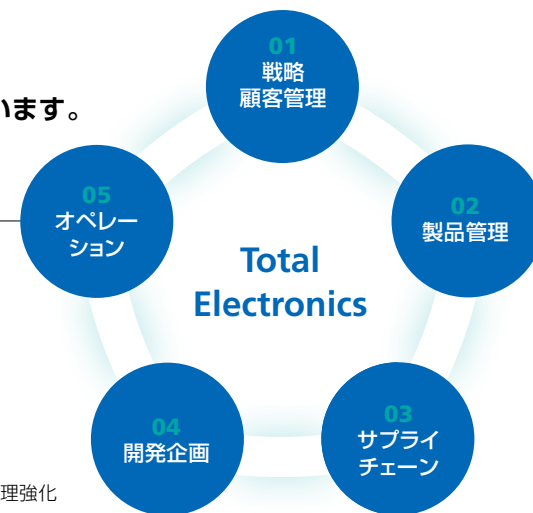 01
戦略
顧客管理
います。
05
オペレー
ション
02
製品管理
Total
Electronics
04
開発企画
03
サプライ
チェーン
理強化